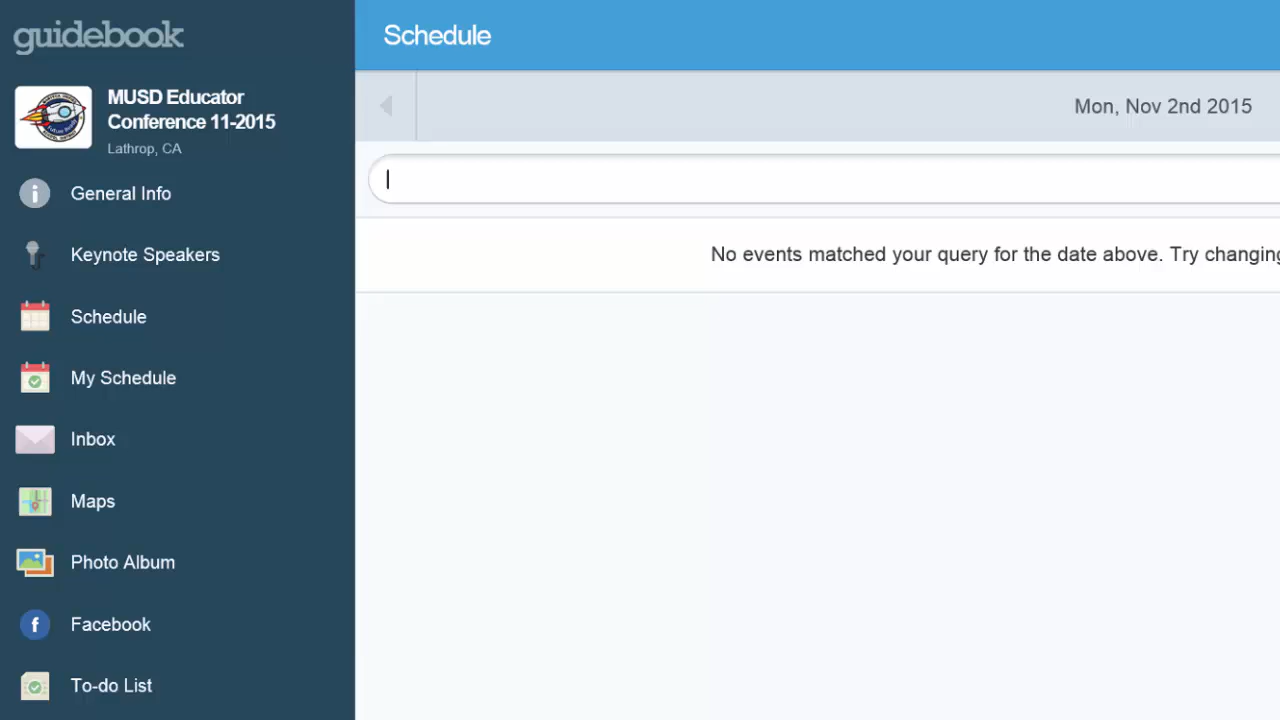 guidebook
MUSD Educator
Conference 11-2015
Lathrop, CA
General Info
Keynote Speakers
Schedule
My Schedule
Inbox
Maps
Photo Album
Facebook
To-do List
Schedule
Mon, Nov 2nd 2015
No events matched your query for the date above. Try changing